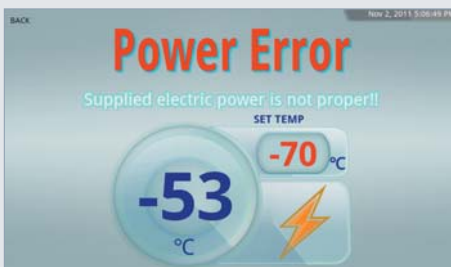 BACK
Nov 2, 2011 5:06:49 PM
Power Error
Supplied electric power is not proper!!
SET TEMP
-70 °C
-53
°C